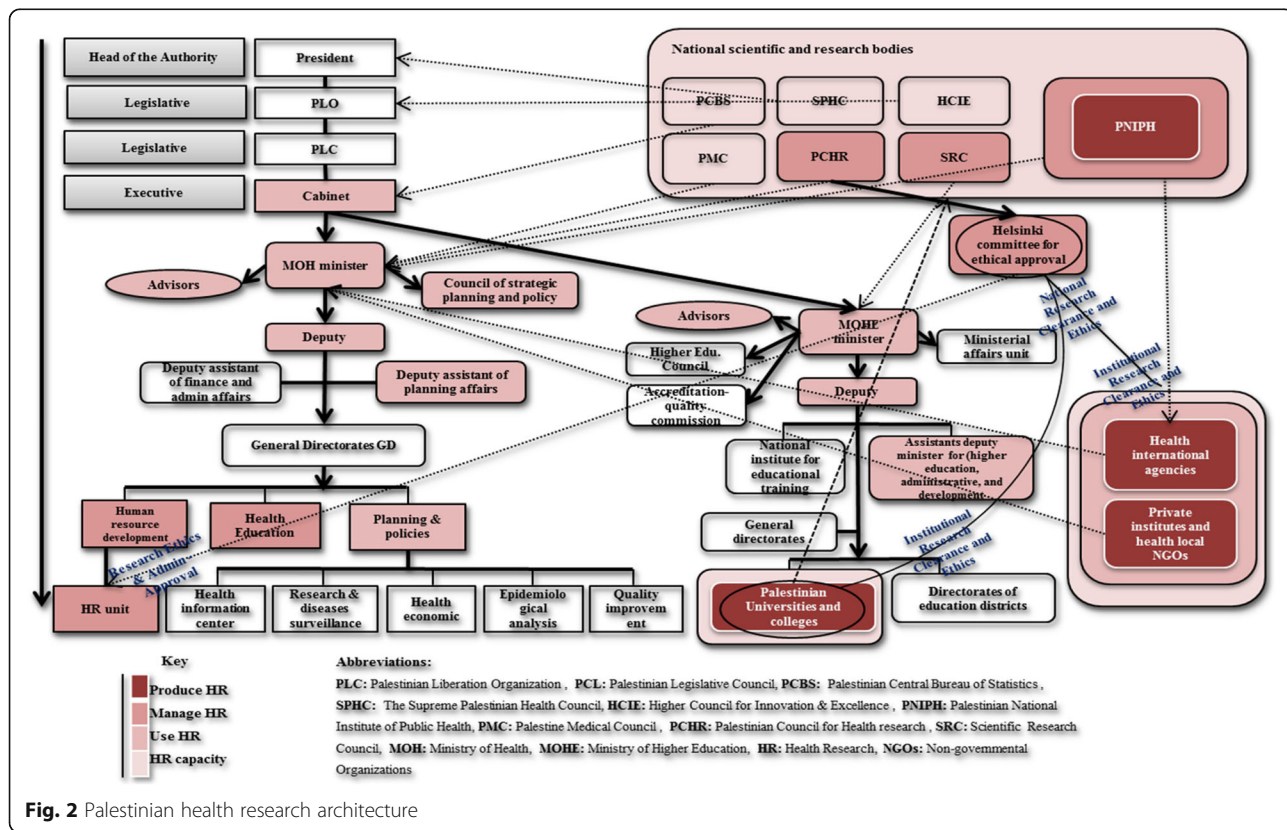 Head of the Authority
President
National scientific and research bodies
Legislative
PLO
PCBS
SPHC
HCIE
PNIPH
Legislative
PLC
PMC
PCHR
SRC
Executive
Cabinet
MOH minister
Advisors
Council of strategic
planning and policy
Helsinki
committee for
ethical approval
National
Research
Clearance and
Ethics
Advisors
MOHE
minister
Ministerial
affairs unit
Higher Edu.
Council
Accreditation-
quality
commission
Deputy
Deputy
Deputy assistant
of finance and
admin affairs
Deputy assistant of
planning affairs
Institutional
Research
Clearance and
Ethics
General Directorates GD
National
institute for
educational
training
Assistants deputy
minister for (higher
education,
administrative, and
development
Health
international
agencies
Private
institutes and
health local
NGOs
Human
resource
development
Health
Education
Planning &
policies
General
directorates
Institutional
Research
Clearance and
Ethics
Research Ethics
& Admin-
Approval
HR unit
Health
information
center
Research &
diseases
surveillance
Health
economic
Epidemiolo
gical
analysis
Quality
improvem
ent
Palestinian
Universities and
colleges
Directorates of
education districts
Key
Produce HR
Manage HR
Use HR
HR capacity
Abbreviations:
PLC: Palestinian Liberation Organization , PCL: Palestinian Legislative Council, PCBS: Palestinian Central Bureau of Statistics ,
SPHC: The Supreme Palestinian Health Council, HCIE: Higher Council for Innovation & Excellence , PNIPH: Palestinian National
Institute of Public Health, PMC: Palestine Medical Council , PCHR: Palestinian Council for Health research , SRC: Scientific Research
Council, MOH: Ministry of Health, MOHE: Ministry of Higher Education, HR: Health Research, NGOs: Non-governmental
Organizations
Fig. 2 Palestinian health research architecture